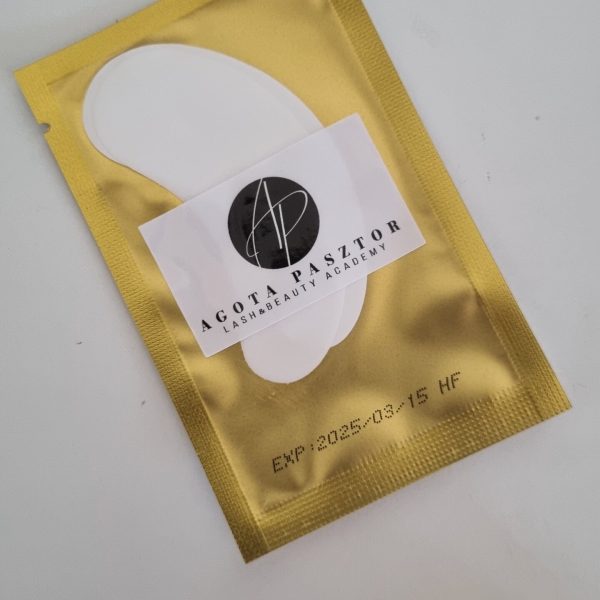 AP
AGOTA PASZTOR
LASH&BEAUTY ACADEMY
EXP:2025/03/15 HF